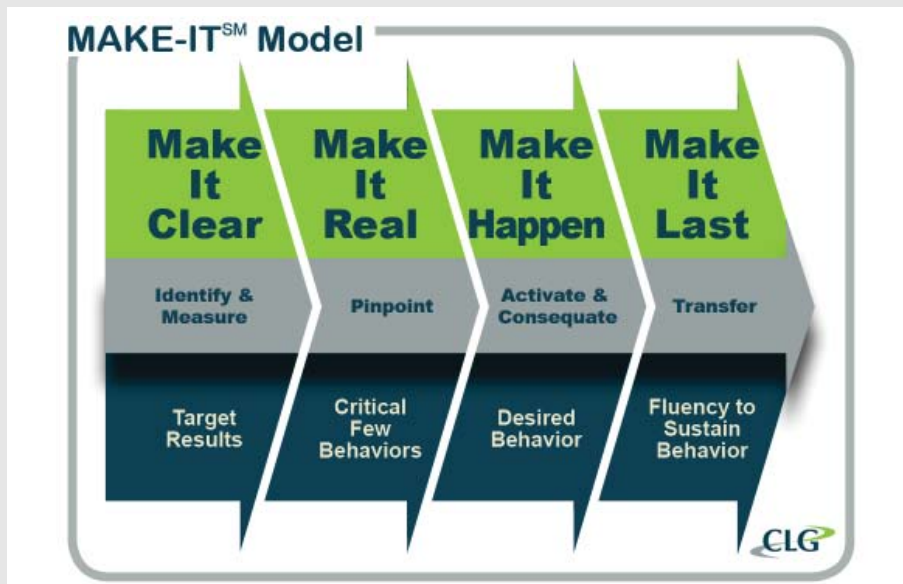 MAKE-IT℠ Model
Make
It
Clear
Identify &
Measure
Target
Results
Make
It
Real
Pinpoint
Critical
Few
Behaviors
Make
It
Happen
Activate &
Consequate
Desired
Behavior
Make
It
Last
Transfer
Fluency to
Sustain
Behavior
CLG